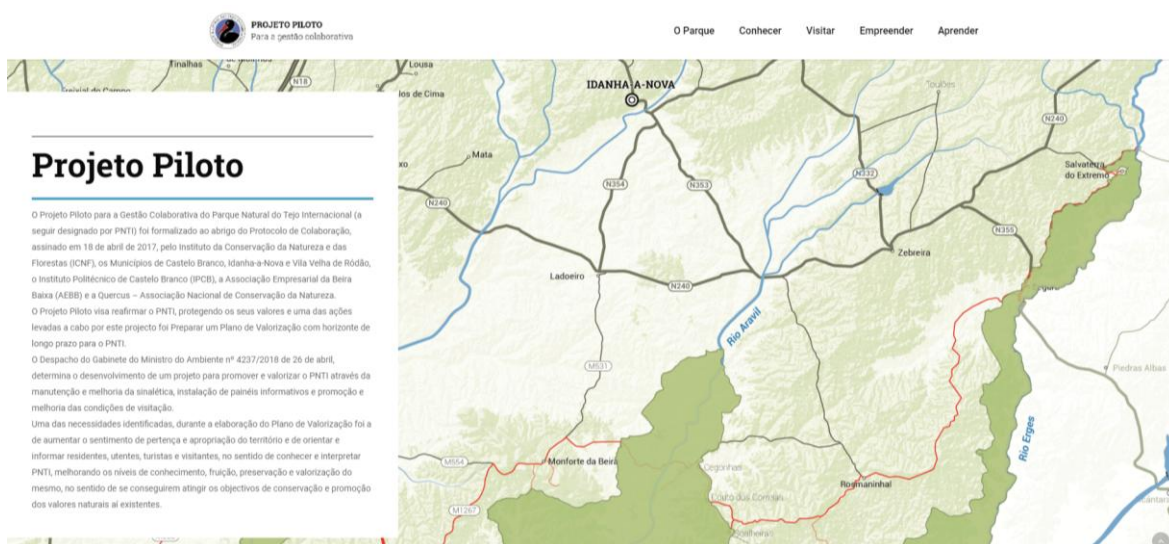 PROJETO PILOTO
Para a gestão colaborativa
O Parque
Conhecer
Visitar
Empreender
Aprender
Tinalhas
Lousa
N18
los de Cima
IDANHA-A-NOVA
Toulões
N240
Mata
xo
N354
N353
N332
Salvaterra
do Extremo
N240
N355
Zebreira
Ladoeiro
N240
Rio Aravil
Piedras Albas
M531
Rio Erges
M554
Monforte da Beira
Cegonhas
Rosmaninhal
M1267
Projeto Piloto
O Projeto Piloto para a Gestão Colaborativa do Parque Natural do Tejo Internacional (a
seguir designado por PNTI) foi formalizado ao abrigo do Protocolo de Colaboração,
assinado em 18 de abril de 2017, pelo Instituto da Conservação da Natureza e das
Florestas (ICNF), os Municípios de Castelo Branco, Idanha-a-Nova e Vila Velha de Ródão,
o Instituto Politécnico de Castelo Branco (IPCB), a Associação Empresarial da Beira
Baixa (AEBB) e a Quercus – Associação Nacional de Conservação da Natureza.
O Projeto Piloto visa reafirmar o PNTI, protegendo os seus valores e uma das ações
levadas a cabo por este projecto foi Preparar um Plano de Valorização com horizonte de
longo prazo para o PNTI.
O Despacho do Gabinete do Ministro do Ambiente nº 4237/2018 de 26 de abril,
determina o desenvolvimento de um projeto para promover e valorizar o PNTI através da
manutenção e melhoria da sinalética, instalação de painéis informativos e promoção e
melhoria das condições de visitação.
Uma das necessidades identificadas, durante a elaboração do Plano de Valorização foi a
de aumentar o sentimento de pertença e apropriação do território e de orientar e
informar residentes, utentes, turistas e visitantes, no sentido de conhecer e interpretar
PNTI, melhorando os níveis de conhecimento, fruição, preservação e valorização do
mesmo, no sentido de se conseguirem atingir os objectivos de conservação e promoção
dos valores naturais aí existentes.